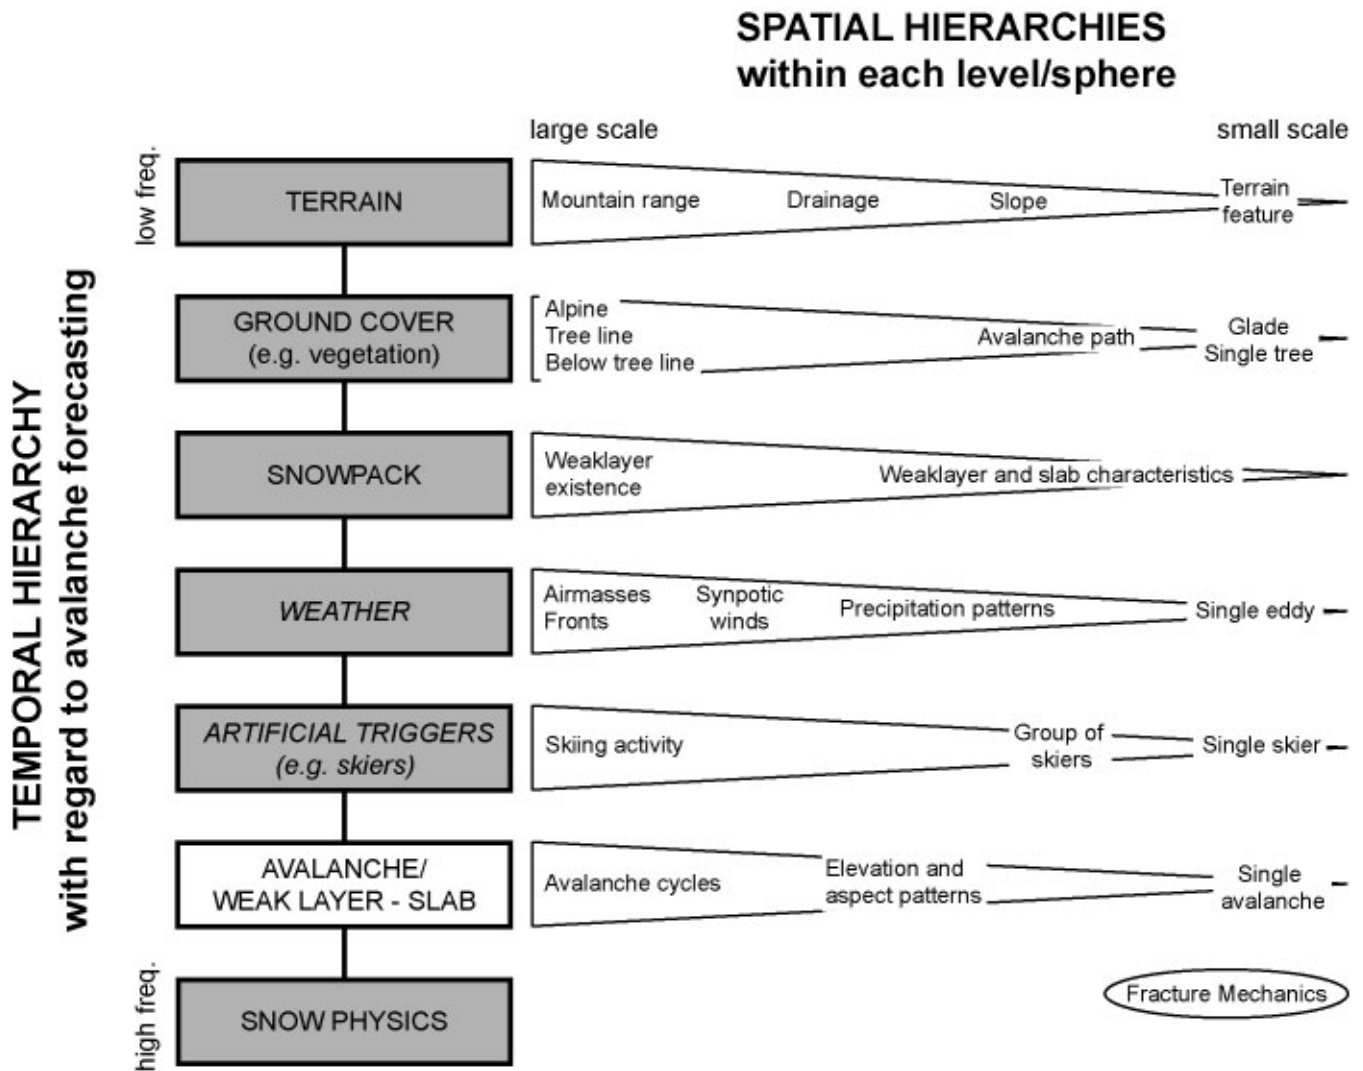 SPATIAL HIERARCHIES
within each level/sphere
large scale
small scale
TEMPORAL HIERARCHY
with regard to avalanche forecasting
low freq.
TERRAIN
Mountain range
Drainage
Slope
Terrain
feature
GROUND COVER
(e.g. vegetation)
Alpine
Tree line
Below tree line
Avalanche path
Glade
Single tree
SNOWPACK
Weaklayer
existence
Weaklayer and slab characteristics
WEATHER
Airmasses
Fronts
Synpotic
winds
Precipitation patterns
Single eddy
ARTIFICIAL TRIGGERS
(e.g. skiers)
Skiing activity
Group of
skiers
Single skier
AVALANCHE/
WEAK LAYER - SLAB
Avalanche cycles
Elevation and
aspect patterns
Single
avalanche
high freq.
SNOW PHYSICS
Fracture Mechanics